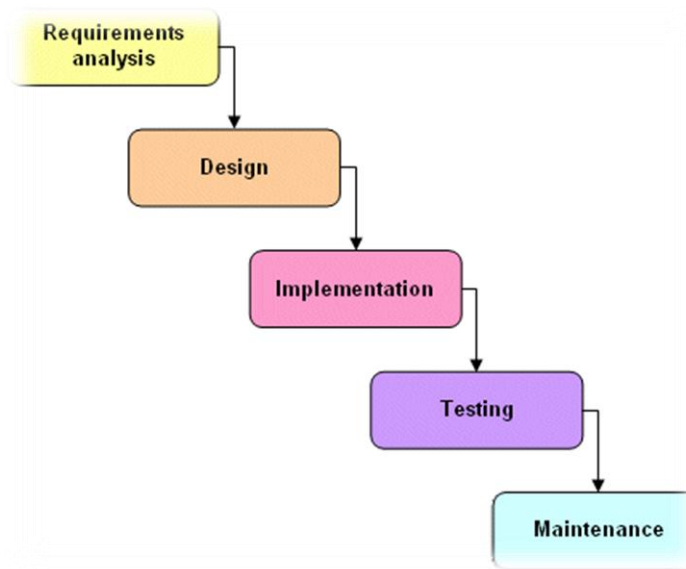 Requirements
analysis
Design
Implementation
Testing
Maintenance